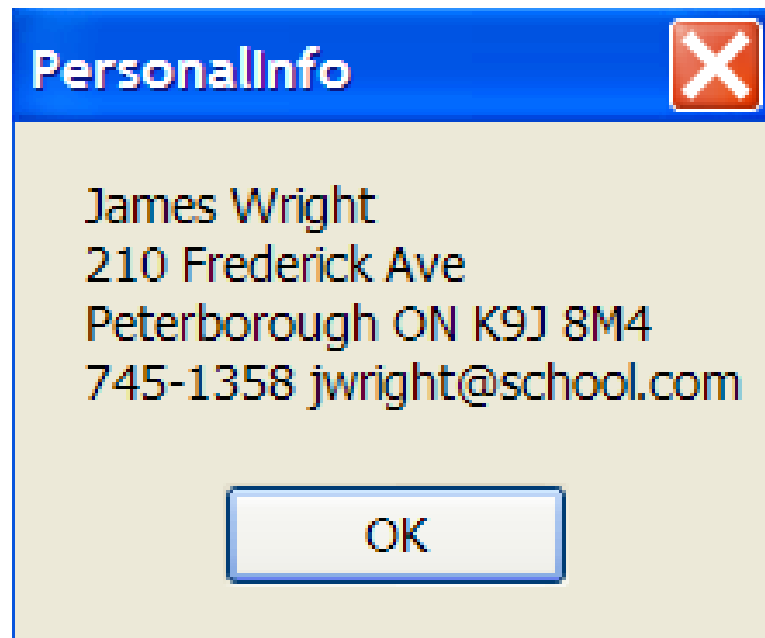 PersonalInfo
James Wright
210 Frederick Ave
Peterborough ON K9J 8M4
745-1358 jwright@school.com
OK